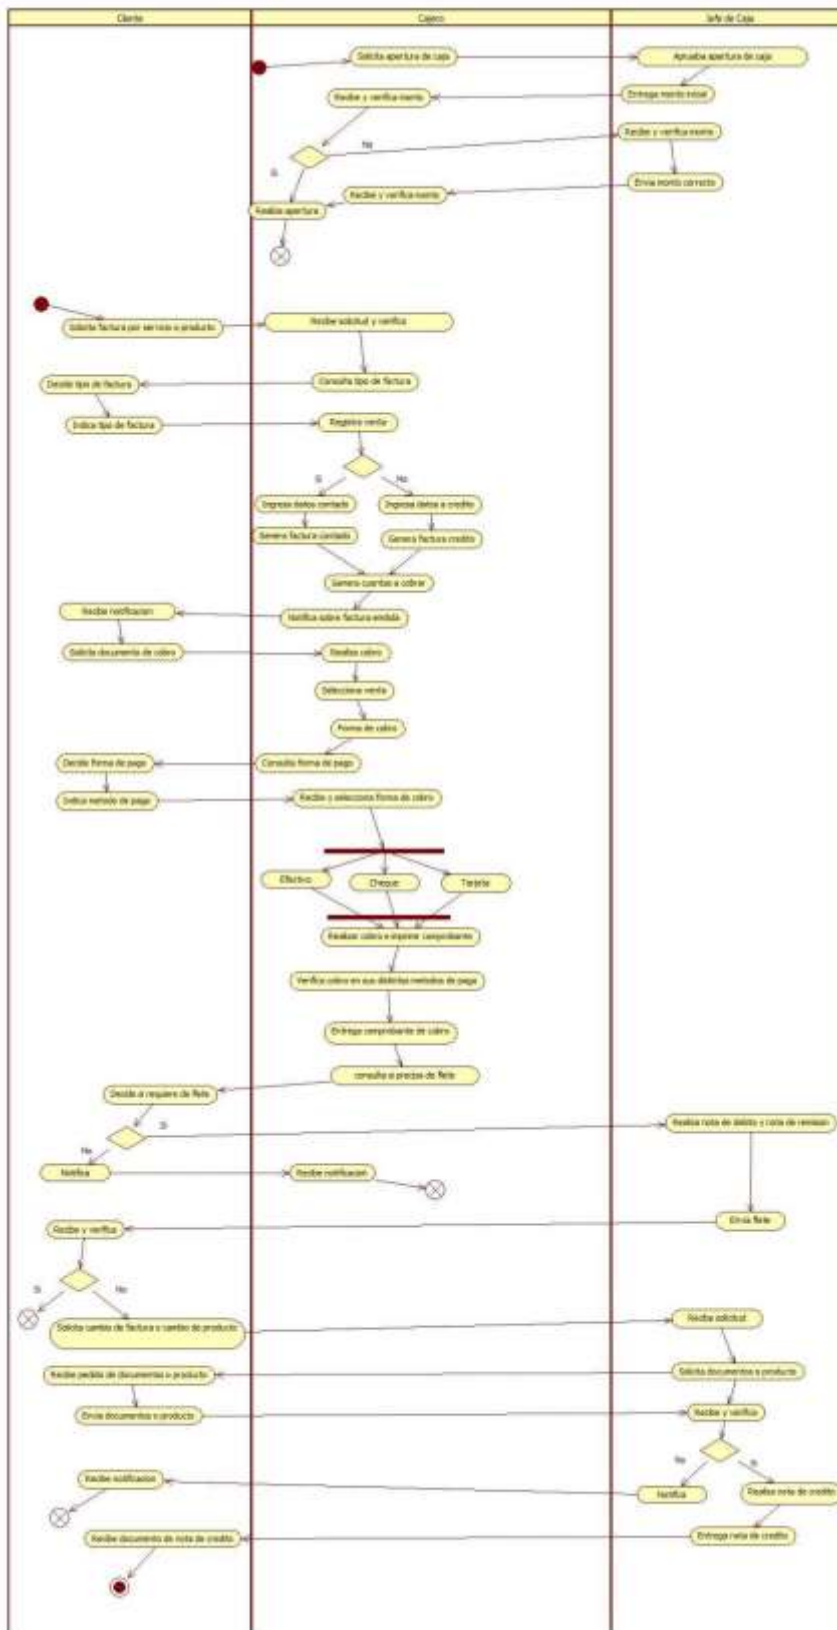 Cliente
Cajero
Jefe de Caja
Solicita apertura de caja
Aprueba apertura de caja
Recibe y verifica monto
Entrega monto inicial
No
Recibe y verifica monto
Si
Envia monto correcto
Recibe y verifica monto
Realiza apertura
Solicita factura por servicio o producto
Recibe solicitud y verifica
Decide tipo de factura
Consulta tipo de factura
Indica tipo de factura
Registra venta
Si
No
Ingresa datos contado
Ingresa datos a credito
Genera factura contado
Genera factura credito
Genera cuentas a cobrar
Recibe notificacion
Notifica sobre factura emitida
Solicita documento de cobro
Realiza cobro
Selecciona venta
Forma de cobro
Decide forma de pago
Consulta forma de pago
Indica metodo de pago
Recibe y selecciona forma de cobro
Efectivo
Cheque
Tarjeta
Realizar cobro e imprimir comprobante
Verifica cobro en sus distintos metodos de pago
Entrega comprobante de cobro
consulta si precisa de flete
Decide si requiere de flete
Si
Realiza nota de debito y nota de remision
No
Notifica
Recibe notificacion
Envia flete
Recibe y verifica
Si
No
Solicita cambio de factura o cambio de producto
Recibe solicitud
Recibe pedido de documentos o producto
Solicita documentos o producto
Envia documentos o producto
Recibe y verifica
No
Si
Recibe notificacion
Notifica
Realiza nota de credito
Recibe documento de nota de credito
Entrega nota de credito